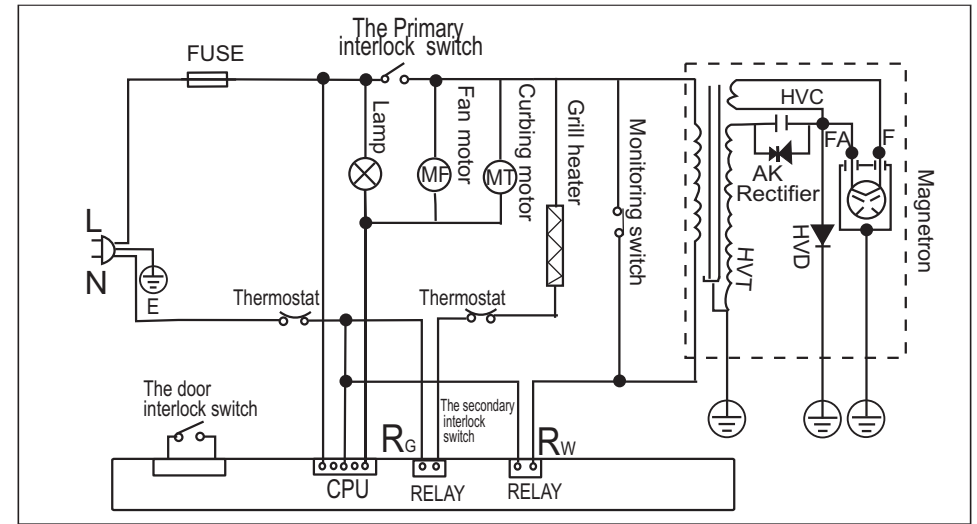 The Primary
interlock switch
FUSE
Lamp
Fan motor
Curbing motor
Grill heater
Monitoring switch
MF
MT
HVC
FA
F
AK
Rectifier
HVD
HVT
Magnetron
L
N
E
Thermostat
Thermostat
The door
interlock switch
The secondary
interlock
switch
RG
RW
CPU
RELAY
RELAY